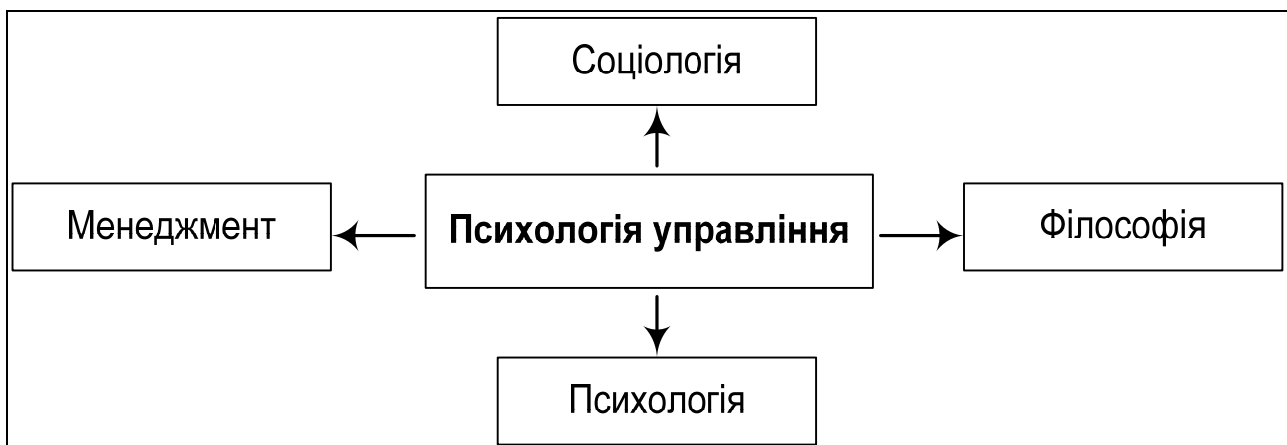 Соціологія
Менеджмент
Психологія управління
Філософія
Психологія